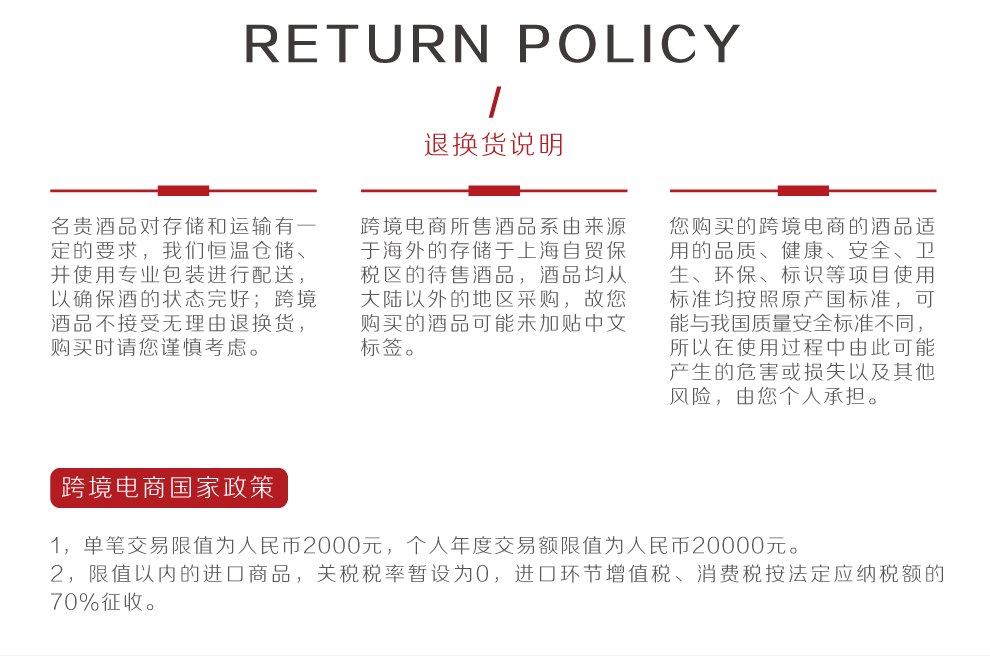 RETURN POLICY
/
退换货说明
名贵酒品对存储和运输有一
定的要求，我们恒温仓储、
并使用专业包装进行配送，
以确保酒的状态完好；跨境
酒品不接受无理由退换货，
购买时请您谨慎考虑。
跨境电商所售酒品系由来源
于海外的存储于上海自贸保
税区的待售酒品，酒品均从
大陆以外的地区采购，故您
购买的酒品可能未加贴中文
标签。
您购买的跨境电商的酒品适
用的品质、健康、安全、卫
生、环保、标识等项目使用
标准均按照原产国标准，可
能与我国质量安全标准不同，
所以在使用过程中由此可能
产生的危害或损失以及其他
风险，由您个人承担。
跨境电商国家政策
1，单笔交易限值为人民币2000元，个人年度交易额限值为人民币20000元。
2，限值以内的进口商品，关税税率暂设为0，进口环节增值税、消费税按法定应纳税额的
70%征收。